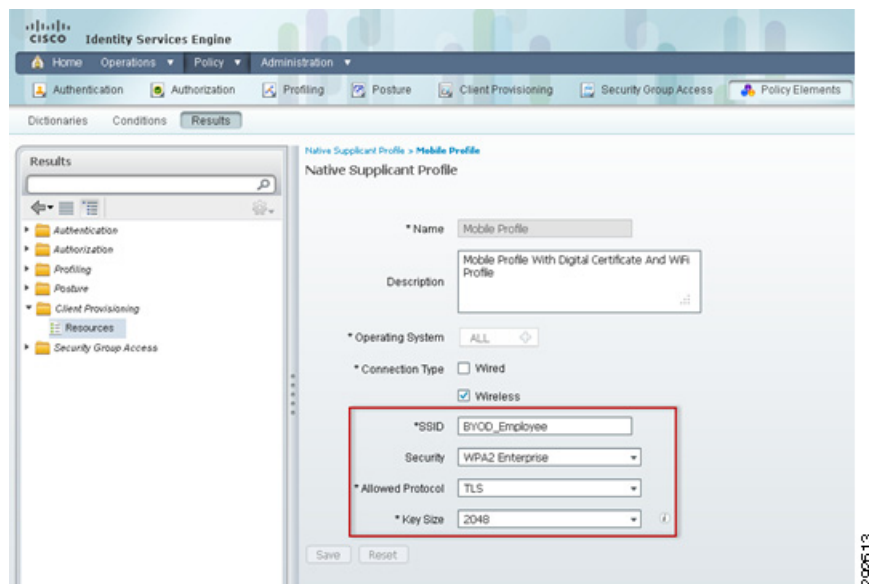 CISCO Identity Services Engine
Home Operations Policy Administration
Authentication Authorization Profiling Posture Client Provisioning Security Group Access Policy Elements
Dictionaries Conditions Results
Results
Authentication
Authorization
Profiling
Posture
Client Provisioning
Resources
Security Group Access
Native Supplicant Profile > Mobile Profile
Native Supplicant Profile
* Name Mobile Profile
Description Mobile Profile With Digital Certificate And WiFi
Profile
* Operating System ALL
* Connection Type Wired
Wireless
*SSID BYOD_Employee
Security WPA2 Enterprise
* Allowed Protocol TLS
* Key Size 2048
Save Reset
292613